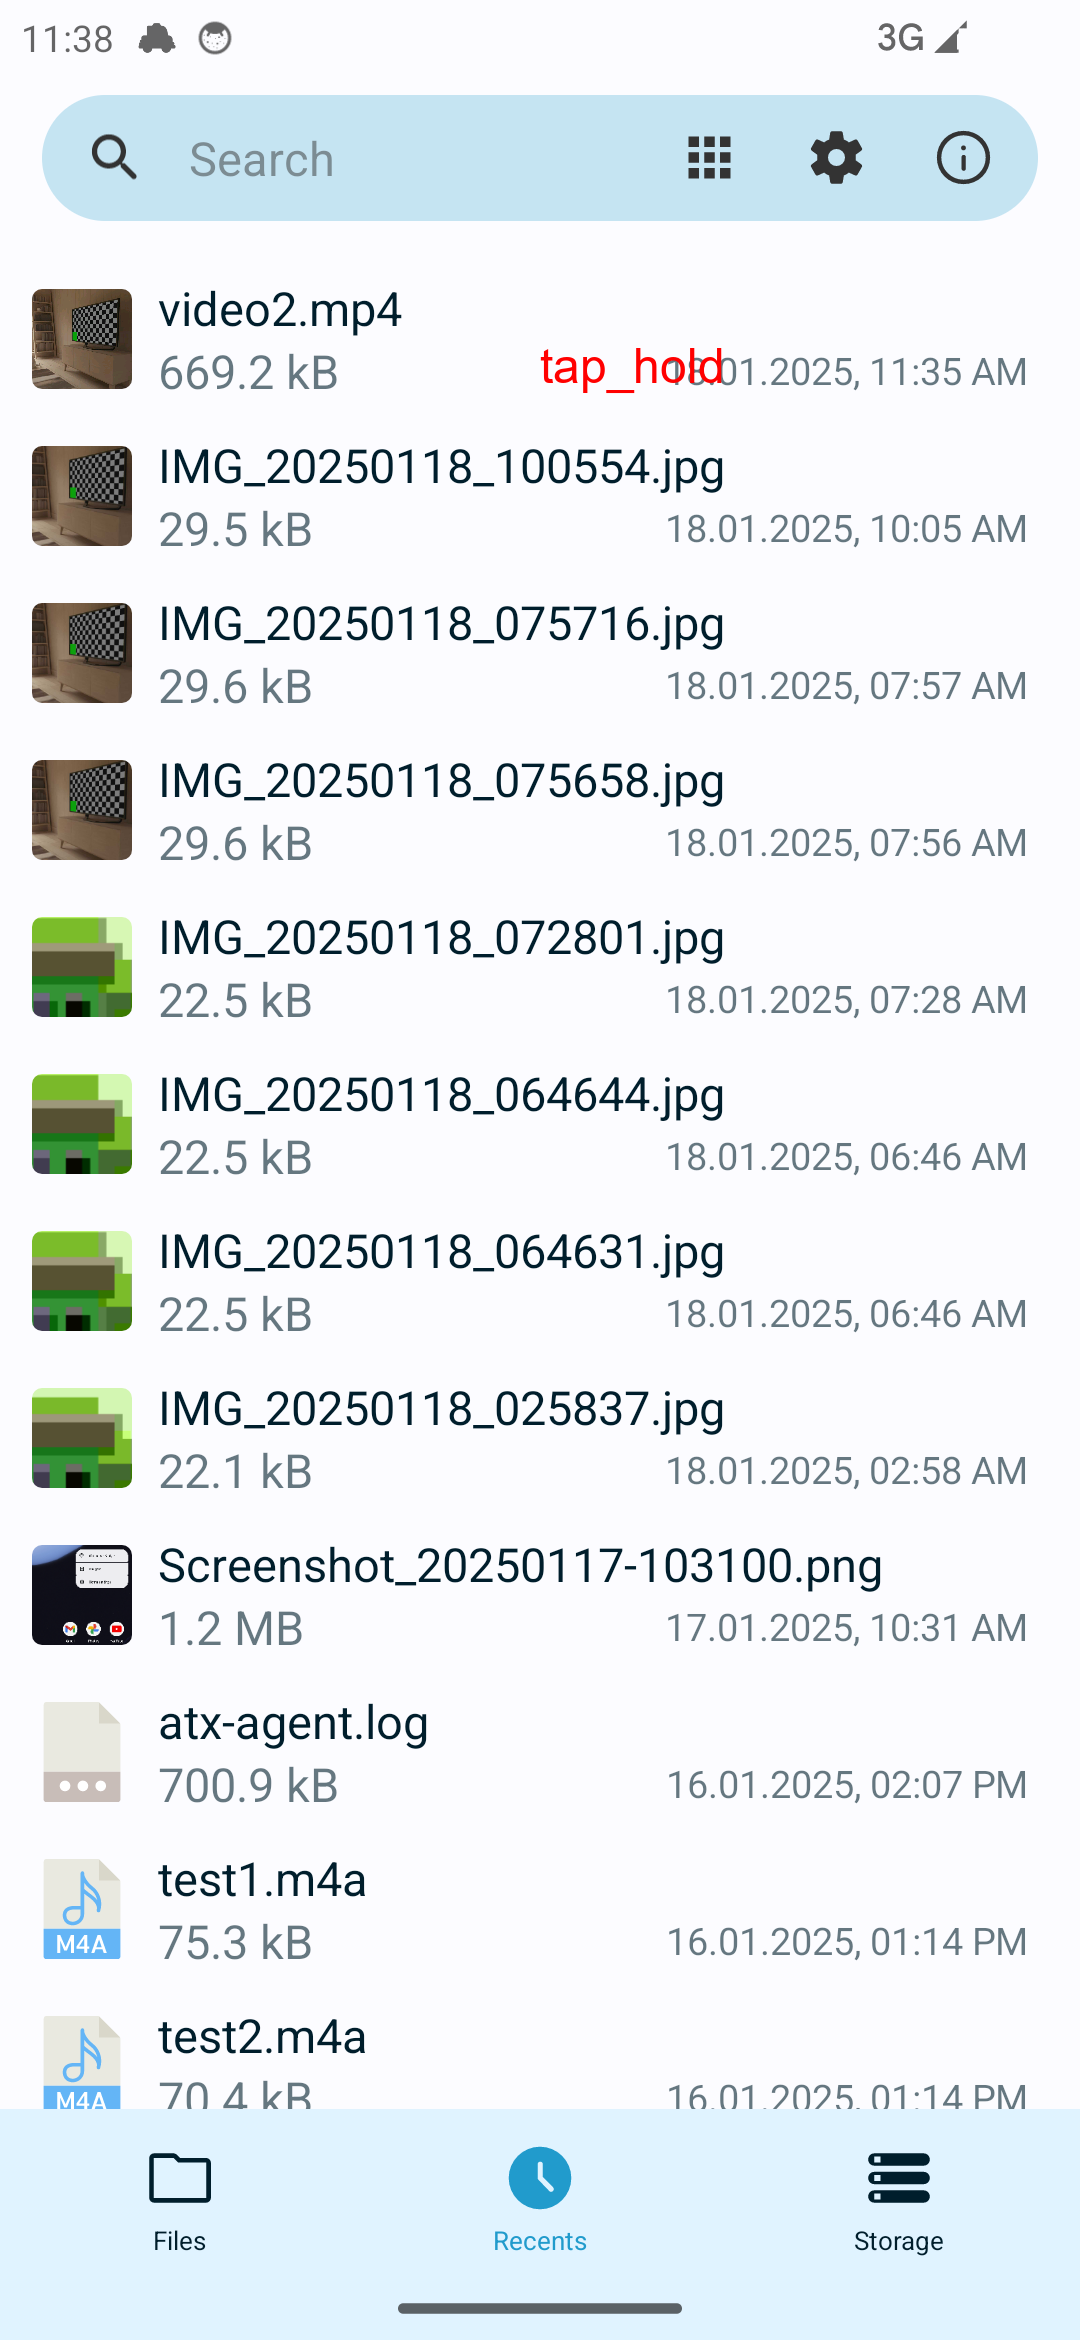 11:38 3G
Search
video2.mp4
669.2 kB 18.01.2025, 11:35 AM
tap_hold
IMG_20250118_100554.jpg
29.5 kB 18.01.2025, 10:05 AM
IMG_20250118_075716.jpg
29.6 kB 18.01.2025, 07:57 AM
IMG_20250118_075658.jpg
29.6 kB 18.01.2025, 07:56 AM
IMG_20250118_072801.jpg
22.5 kB 18.01.2025, 07:28 AM
IMG_20250118_064644.jpg
22.5 kB 18.01.2025, 06:46 AM
IMG_20250118_064631.jpg
22.5 kB 18.01.2025, 06:46 AM
IMG_20250118_025837.jpg
22.1 kB 18.01.2025, 02:58 AM
Screenshot_20250117-103100.png
1.2 MB 17.01.2025, 10:31 AM
atx-agent.log
700.9 kB 16.01.2025, 02:07 PM
test1.m4a
M4A 75.3 kB 16.01.2025, 01:14 PM
test2.m4a
M4A 70.4 kB 16.01.2025, 01:14 PM
Files Recents Storage